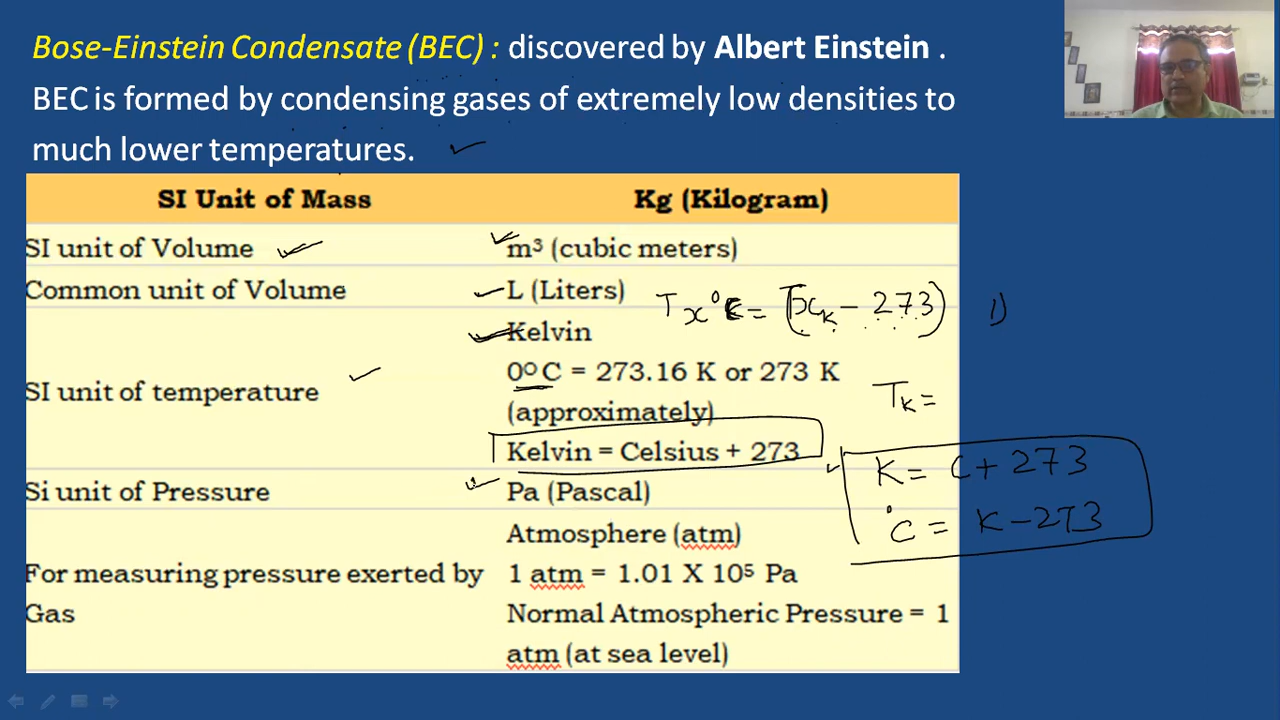 Bose-Einstein Condensate (BEC) : discovered by Albert Einstein .
BEC is formed by condensing gases of extremely low densities to
much lower temperatures.
SI Unit of Mass Kg (Kilogram)
SI unit of Volume m³ (cubic meters)
Common unit of Volume L (Liters)
SI unit of temperature Kelvin
0⁰ C = 273.16 K or 273 K
(approximately)
Kelvin = Celsius + 273
Si unit of Pressure Pa (Pascal)
For measuring pressure exerted by
Gas
Atmosphere (atm)
1 atm = 1.01 X 10⁵ Pa
Normal Atmospheric Pressure = 1
atm (at sea level)
- 273) 1)
T_K =
K = C + 273
°C = K - 273